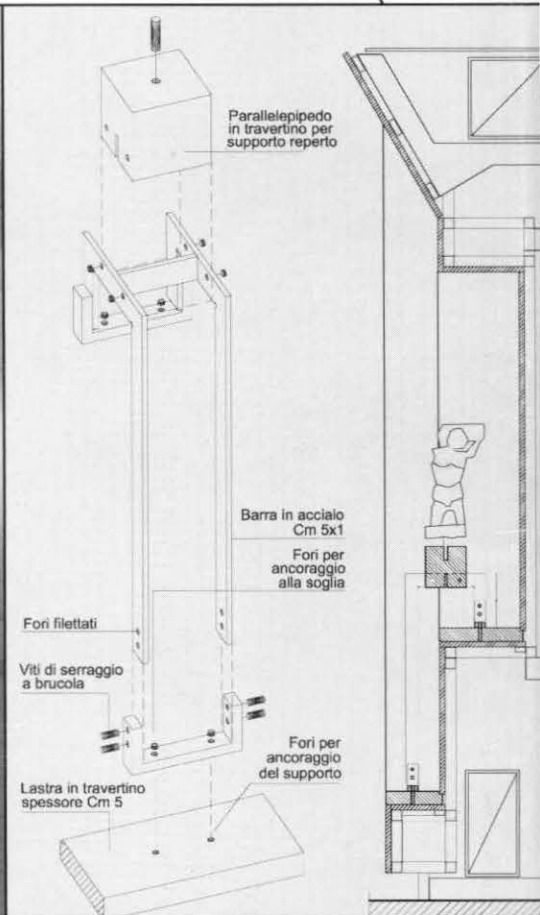 Parallelepipedo
in travertino per
supporto reperto
Barra in acciaio
Cm 5x1
Fori per
ancoraggio
alla soglia
Fori filettati
Viti di serraggio
a brucola
Fori per
ancoraggio
del supporto
Lastra in travertino
spessore Cm 5